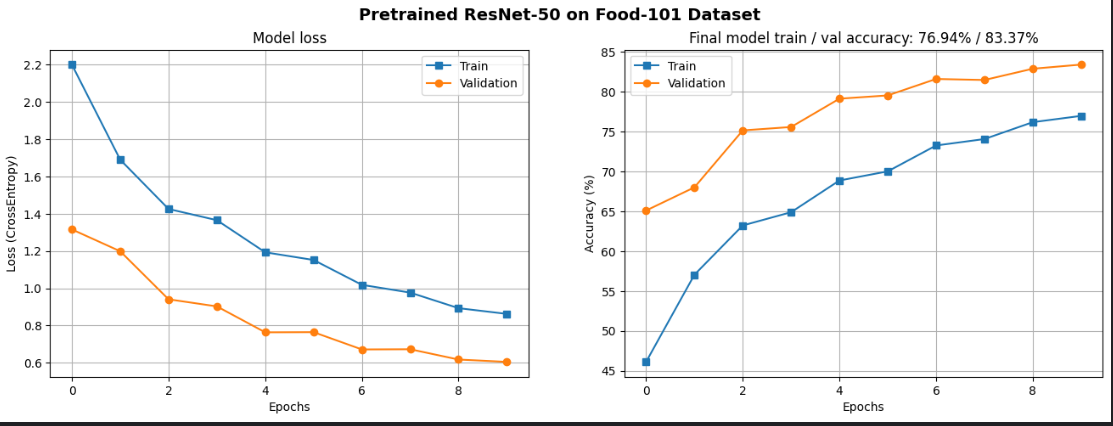 Pretrained ResNet-50 on Food-101 Dataset
Model loss
Loss (CrossEntropy)
2.2
2.0
1.8
1.6
1.4
1.2
1.0
0.8
0.6
Train
Validation
0
2
4
6
8
Epochs
Final model train / val accuracy: 76.94% / 83.37%
Accuracy (%)
85
80
75
70
65
60
55
50
45
Train
Validation
0
2
4
6
8
Epochs